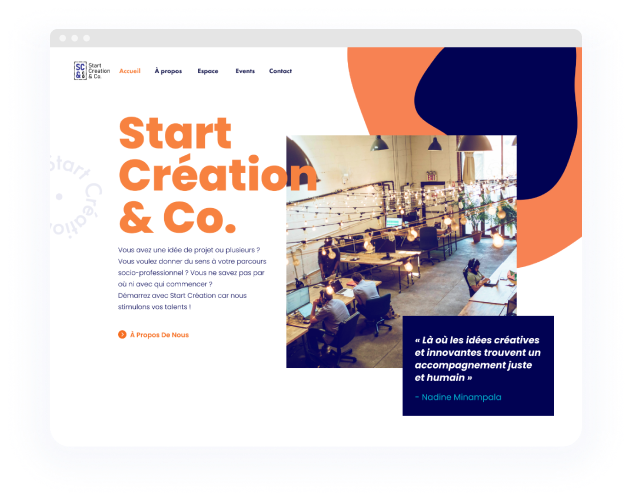 SC
&&
Start
Création
& Co.
Accueil
À propos
Espace
Events
Contact
Start
Création
& Co.
Start
Création
Vous avez une idée de projet ou plusieurs ?
Vous voulez donner du sens à votre parcours
socio-professionnel ? Vous ne savez pas par
où ni avec qui commencer ?
Démarrez avec Start Création car nous
stimulons vos talents !
À Propos De Nous
« Là où les idées créatives
et innovantes trouvent un
accompagnement juste
et humain »
- Nadine Minampala